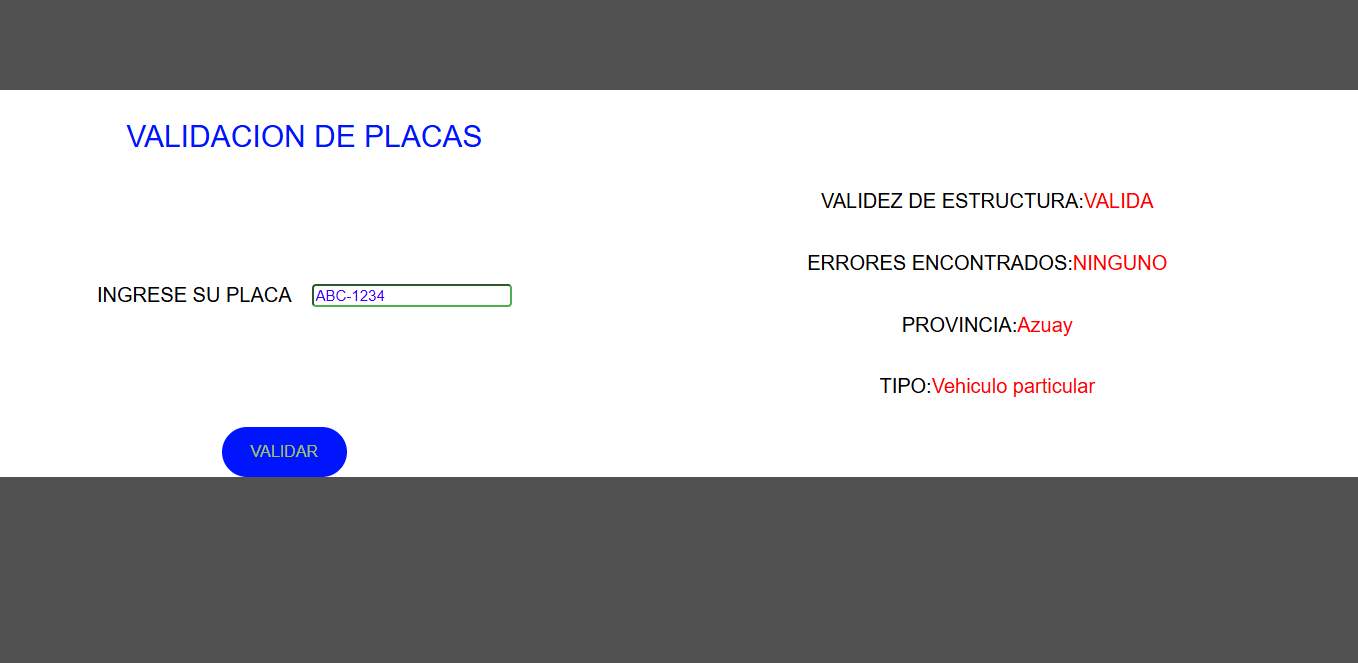 VALIDACION DE PLACAS
INGRESE SU PLACA ABC-1234
VALIDAR
VALIDEZ DE ESTRUCTURA:VALIDA
ERRORES ENCONTRADOS:NINGUNO
PROVINCIA:Azuay
TIPO:Vehiculo particular